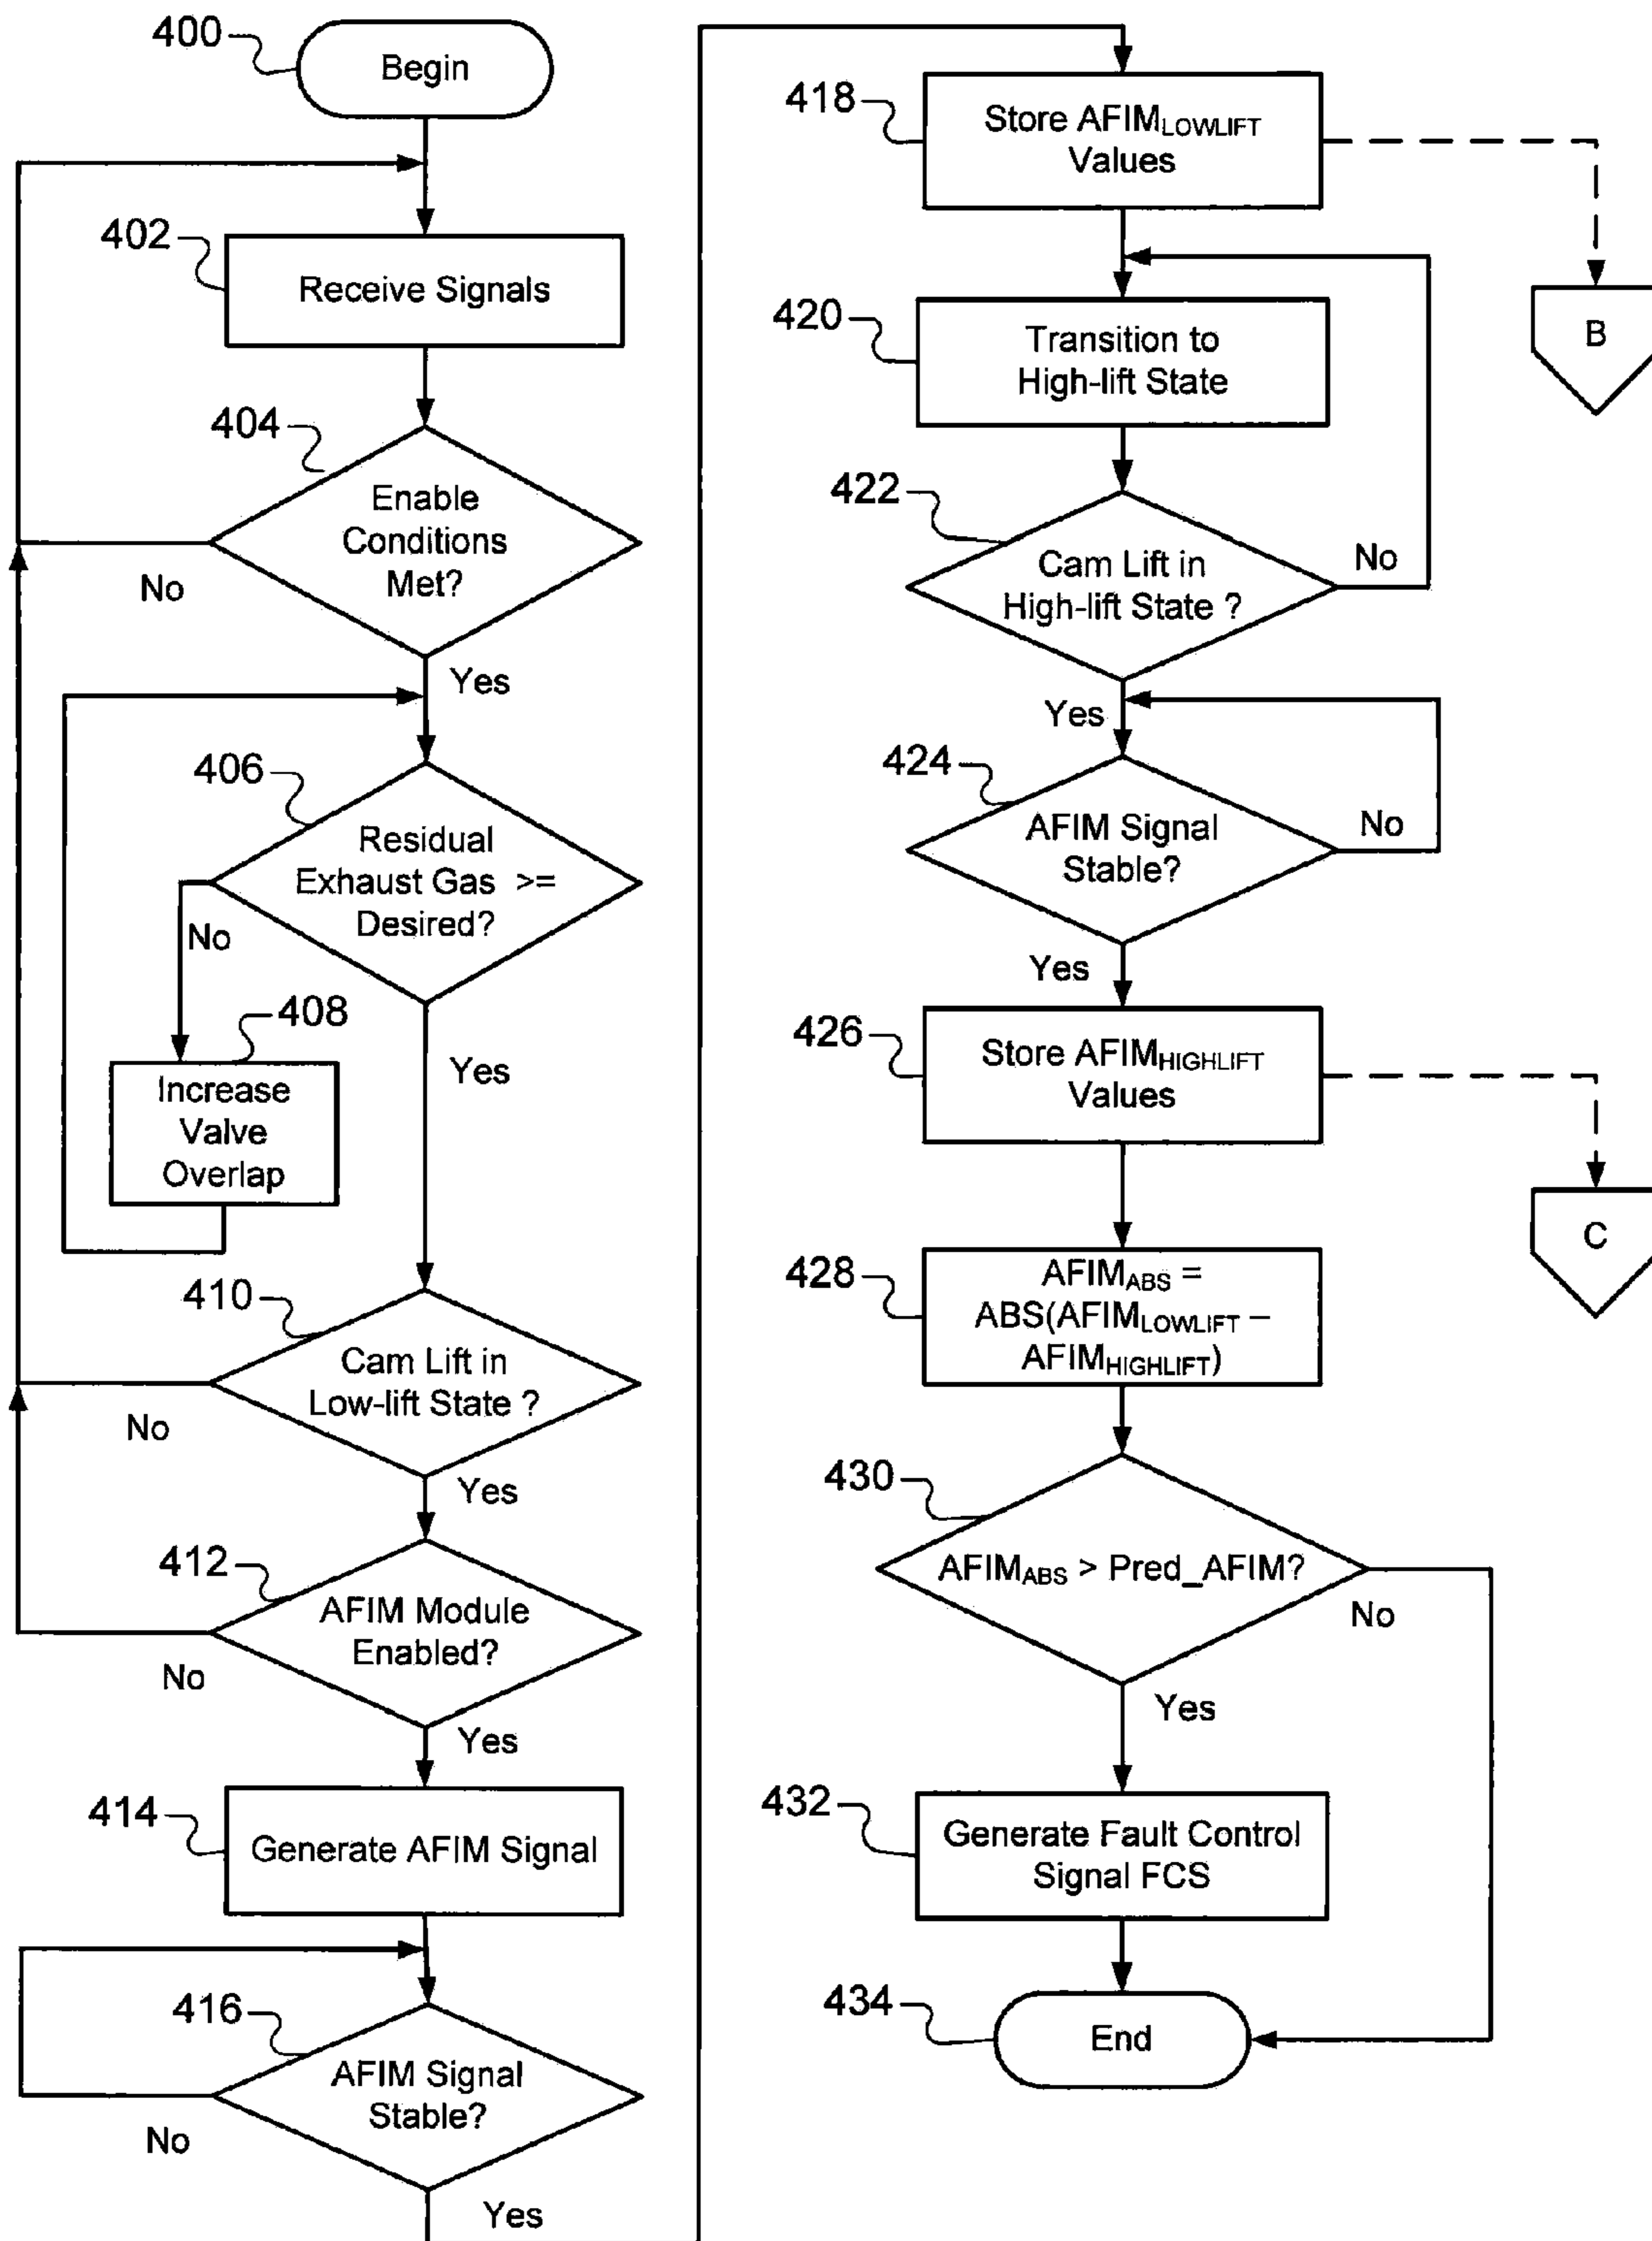 400
Begin
402
Receive Signals
404
Enable
Conditions
Met?
No
Yes
406
Residual
Exhaust Gas >=
Desired?
No
408
Increase
Valve
Overlap
Yes
410
Cam Lift in
Low-lift State ?
No
Yes
412
AFIM Module
Enabled?
No
Yes
414
Generate AFIM Signal
416
AFIM Signal
Stable?
No
Yes
418
Store AFIMLOWLIFT
Values
B
420
Transition to
High-lift State
422
Cam Lift in
High-lift State ?
No
Yes
424
AFIM Signal
Stable?
No
Yes
426
Store AFIMHIGHLIFT
Values
C
428
AFIMABS =
ABS(AFIMLOWLIFT –
AFIMHIGHLIFT)
430
AFIMABS > Pred_AFIM?
No
Yes
432
Generate Fault Control
Signal FCS
434
End